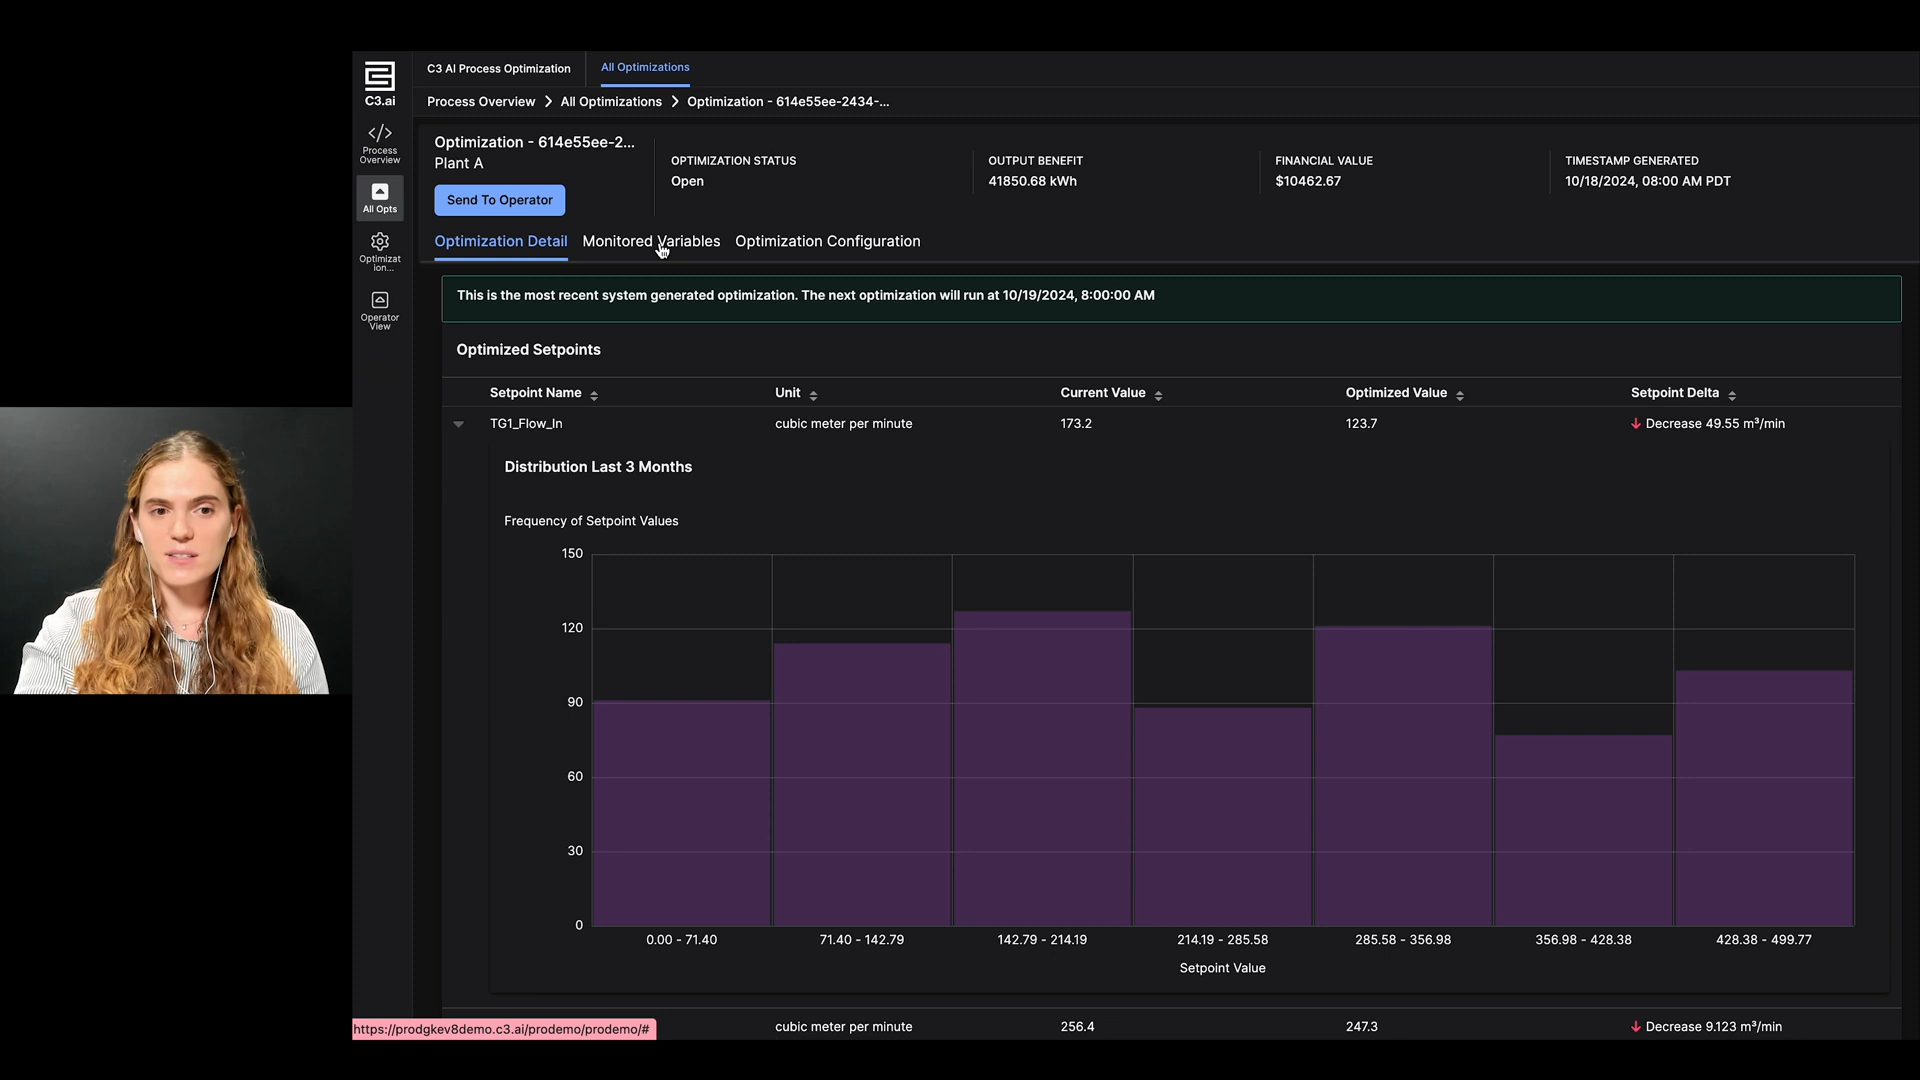 C3.ai
C3 AI Process Optimization
All Optimizations
Process Overview > All Optimizations > Optimization - 614e55ee-2434-...
Process
Overview
All Opts
Optimizat
ion...
Operator
View
Optimization - 614e55ee-2...
Plant A
Send To Operator
OPTIMIZATION STATUS
Open
OUTPUT BENEFIT
41850.68 kWh
FINANCIAL VALUE
$10462.67
TIMESTAMP GENERATED
10/18/2024, 08:00 AM PDT
Optimization Detail Monitored Variables Optimization Configuration
This is the most recent system generated optimization. The next optimization will run at 10/19/2024, 8:00:00 AM
Optimized Setpoints
Setpoint Name Unit Current Value Optimized Value Setpoint Delta
TG1_Flow_In cubic meter per minute 173.2 123.7 Decrease 49.55 m³/min
Distribution Last 3 Months
Frequency of Setpoint Values
150
120
90
60
30
0
0.00 - 71.40 71.40 - 142.79 142.79 - 214.19 214.19 - 285.58 285.58 - 356.98 356.98 - 428.38 428.38 - 499.77
Setpoint Value
cubic meter per minute 256.4 247.3 Decrease 9.123 m³/min
https://prodgkev8demo.c3.ai/prodemo/prodemo/#